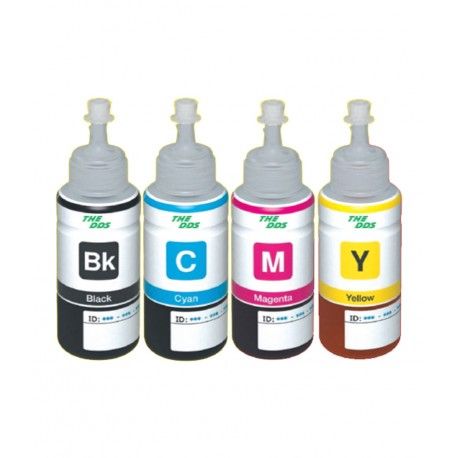 THE
DDS
Bk
Black
ID: *** - *** -
THE
DDS
C
Cyan
ID: *** - *** -
THE
DDS
M
Magenta
ID: *** - *** -
THE
DDS
Y
Yellow
ID: *** - *** -